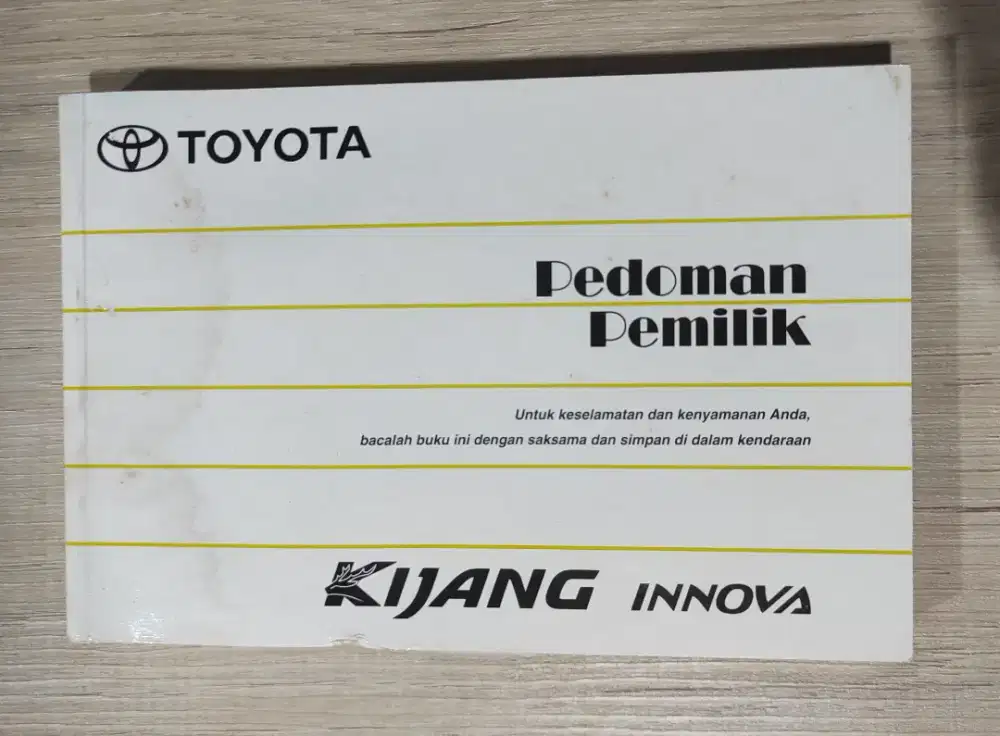 TOYOTA
Pedoman
Pemilik
Untuk keselamatan dan kenyamanan Anda,
bacalah buku ini dengan saksama dan simpan di dalam kendaraan
KIJANG INNOVA